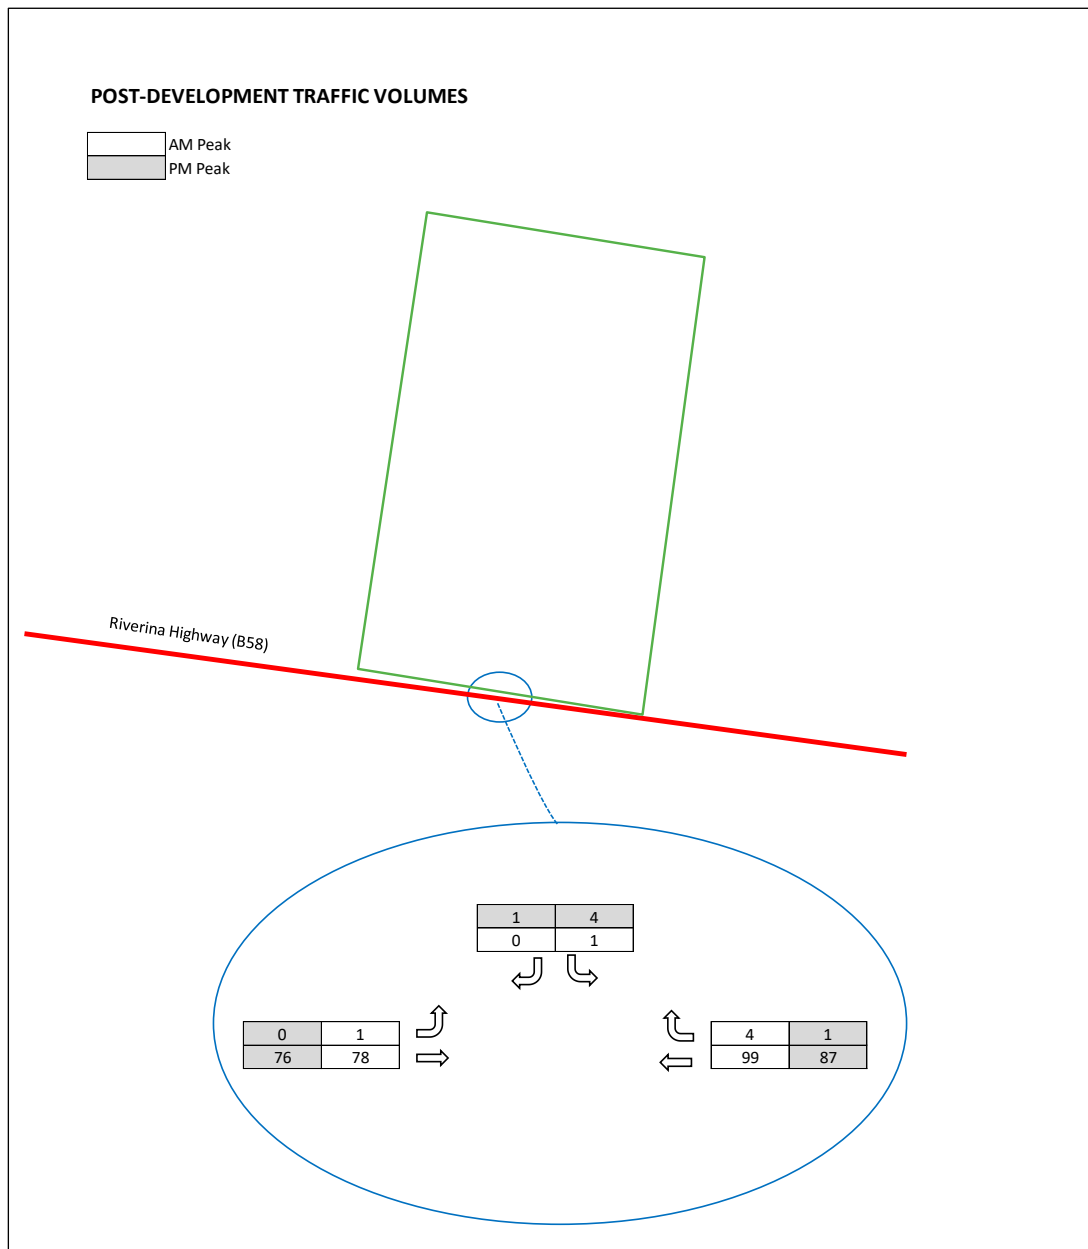 POST-DEVELOPMENT TRAFFIC VOLUMES
AM Peak
PM Peak
Riverina Highway (B58)
1 4
0 1
0 1
76 78
4 1
99 87